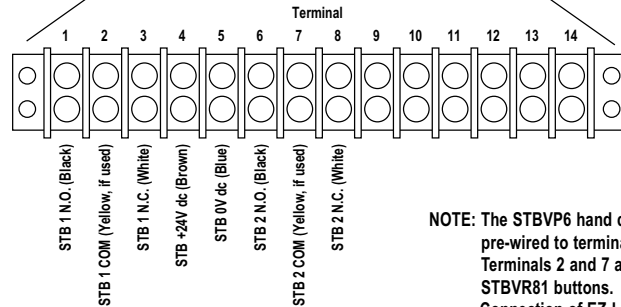 Terminal
1 2 3 4 5 6 7 8 9 10 11 12 13 14
STB 1 N.O. (Black)
STB 1 COM (Yellow, if used)
STB 1 N.C. (White)
STB +24V dc (Brown)
STB 0V dc (Blue)
STB 2 N.O. (Black)
STB 2 COM (Yellow, if used)
STB 2 N.C. (White)
NOTE: The STBVP6 hand
pre-wired to
Terminals 2 and 7
STBVR81 buttons.